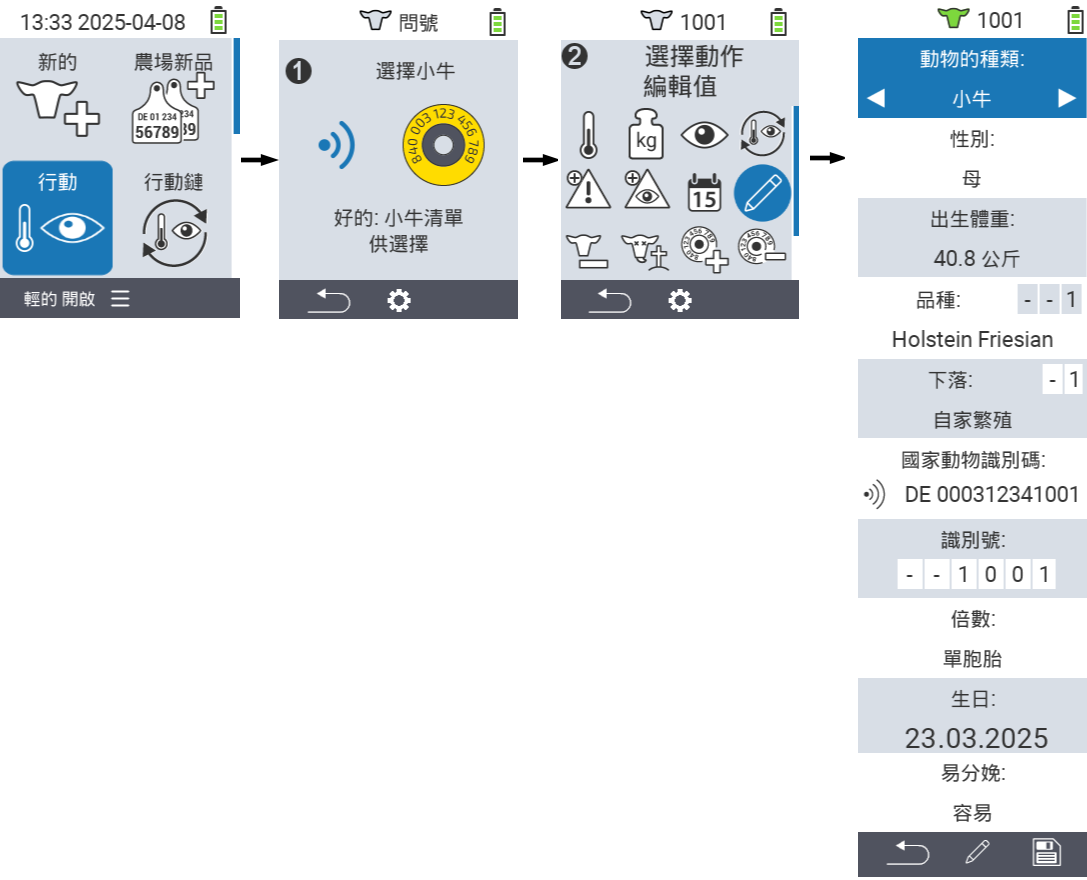 13:33 2025-04-08
新的
農場新品
DE 01 234
234
56789
89
行動
行動鏈
輕的 開啟
問號
1
選擇小牛
840 003 123 456 789
好的: 小牛清單
供選擇
1001
2
選擇動作
編輯值
kg
15
840 123 456 789
840 123 456 789
1001
動物的種類:
小牛
性別:
母
出生體重:
40.8 公斤
品種:
- - 1
Holstein Friesian
下落:
- 1
自家繁殖
國家動物識別碼:
DE 000312341001
識別號:
- - 1 0 0 1
倍數:
單胞胎
生日:
23.03.2025
易分娩:
容易